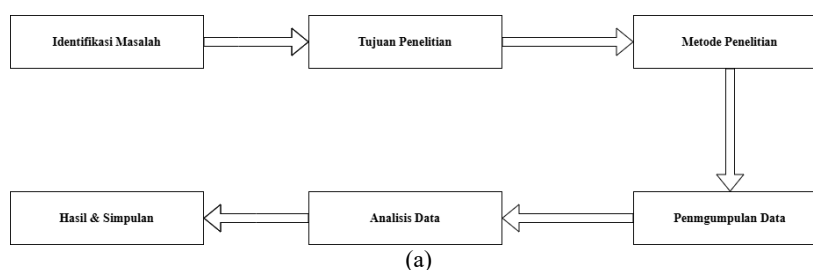 Identifikasi Masalah
Tujuan Penelitian
Metode Penelitian
Penmgumpulan Data
Analisis Data
Hasil & Simpulan
(a)